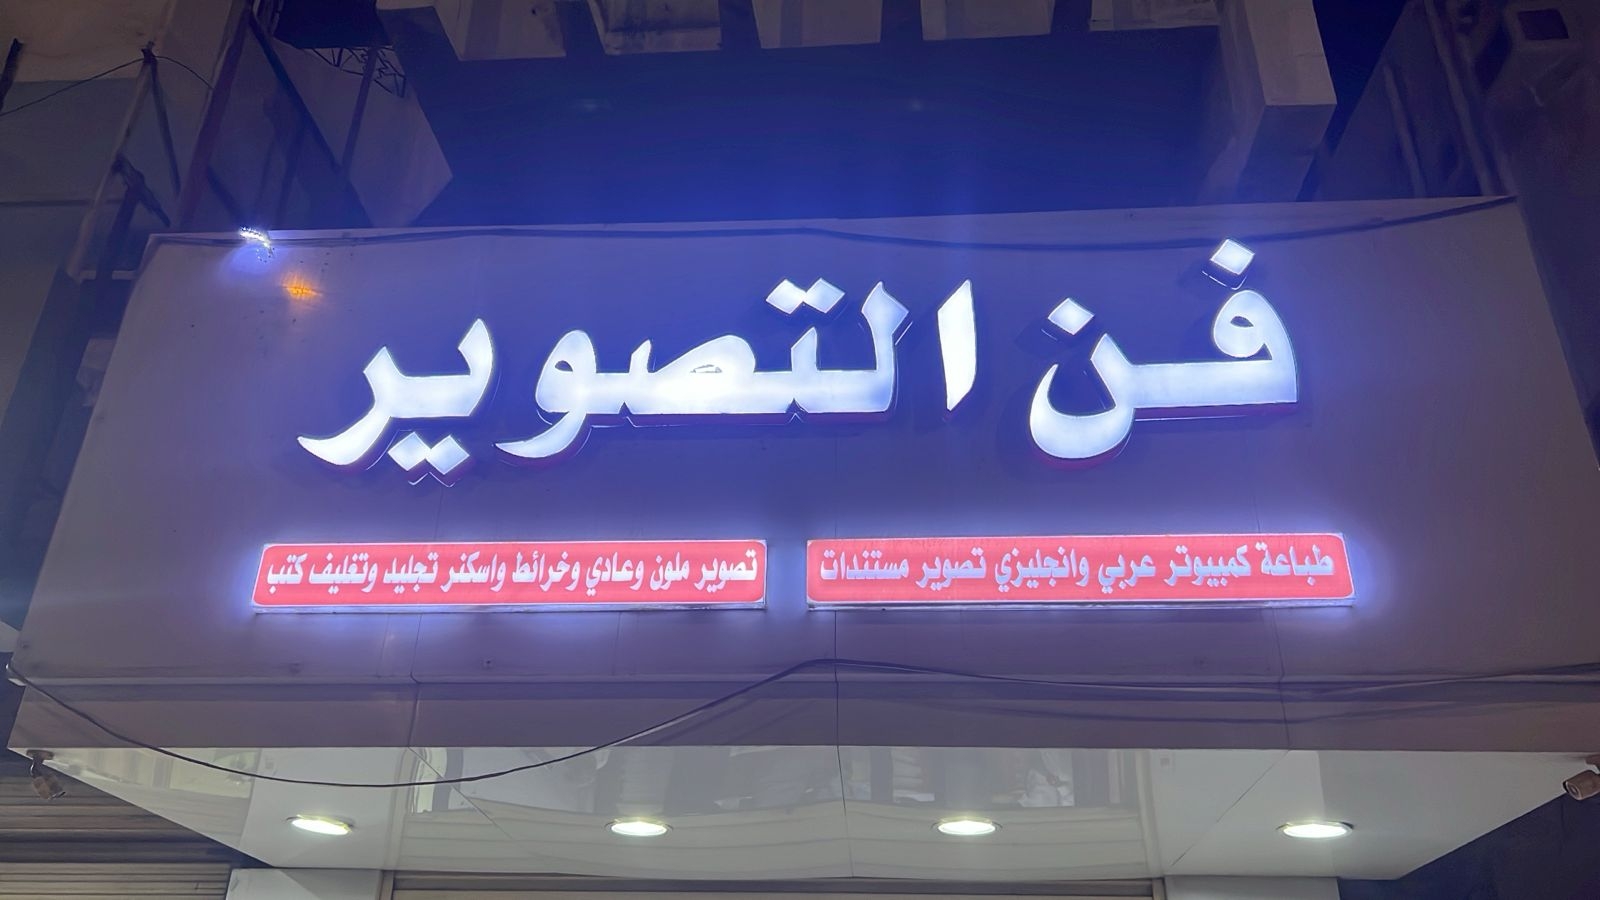 فن التصوير
طباعة كمبيوتر عربي وانجليزي تصوير مستندات
تصوير ملون وعادي وخرائط واسكنر تجليد وتغليف كتب